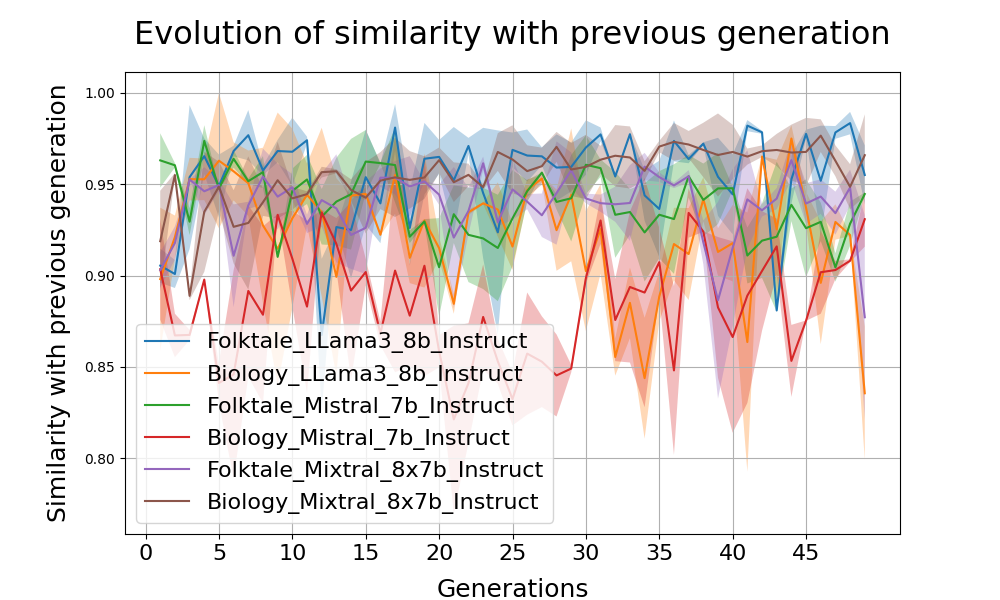 Evolution of similarity with previous generation
Similarity with previous generation
1.00
0.95
0.90
0.85
0.80
Folktale_LLama3_8b_Instruct
Biology_LLama3_8b_Instruct
Folktale_Mistral_7b_Instruct
Biology_Mistral_7b_Instruct
Folktale_Mixtral_8x7b_Instruct
Biology_Mixtral_8x7b_Instruct
0 5 10 15 20 25 30 35 40 45
Generations